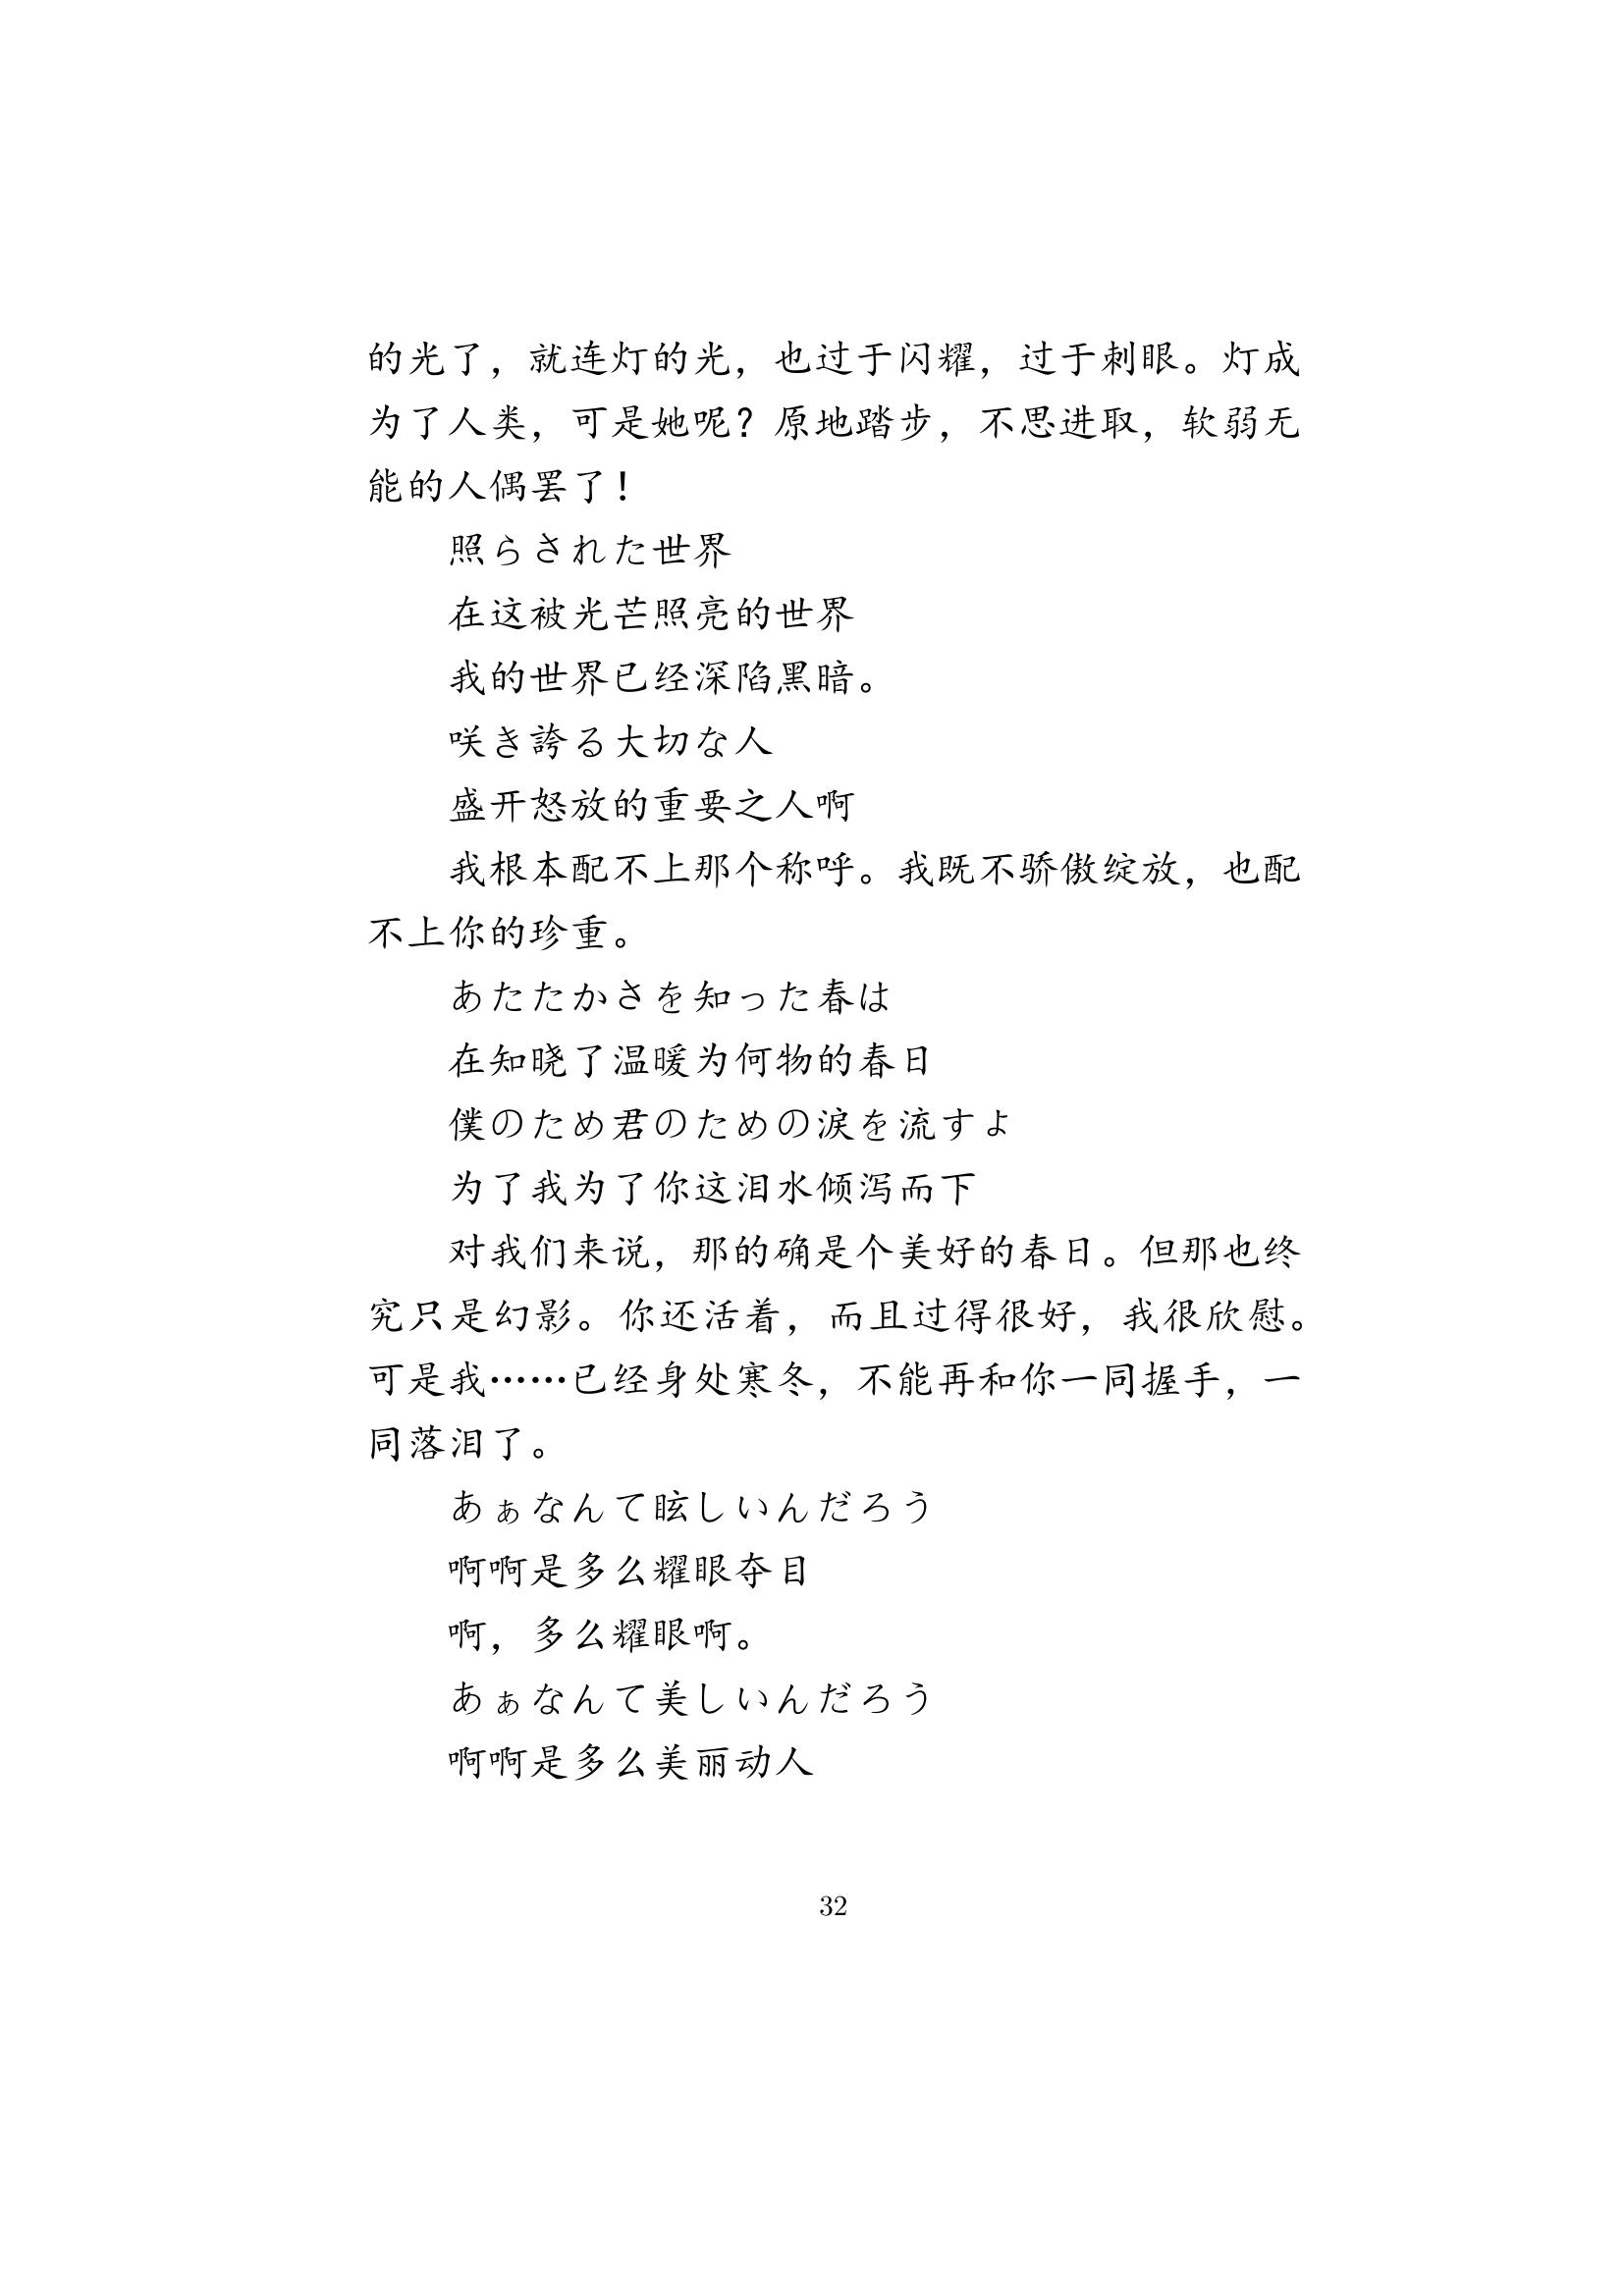 的光了，就连灯的光，也过于闪耀，过于刺眼。灯成
为了人类，可是她呢？原地踏步，不思进取，软弱无
能的人偶罢了！
照らされた世界
在这被光芒照亮的世界
我的世界已经深陷黑暗。
咲き誇る大切な人
盛开怒放的重要之人啊
我根本配不上那个称呼。我既不骄傲绽放，也配
不上你的珍重。
あたたかさを知った春は
在知晓了温暖为何物的春日
僕のため君のための涙を流すよ
为了我为了你这泪水倾泻而下
对我们来说，那的确是个美好的春日。但那也终
究只是幻影。你还活着，而且过得很好，我很欣慰。
可是我……已经身处寒冬，不能再和你一同握手，一
同落泪了。
あぁなんて眩しいんだろう
啊啊是多么耀眼夺目
啊，多么耀眼啊。
あぁなんて美しいんだろう
啊啊是多么美丽动人
32